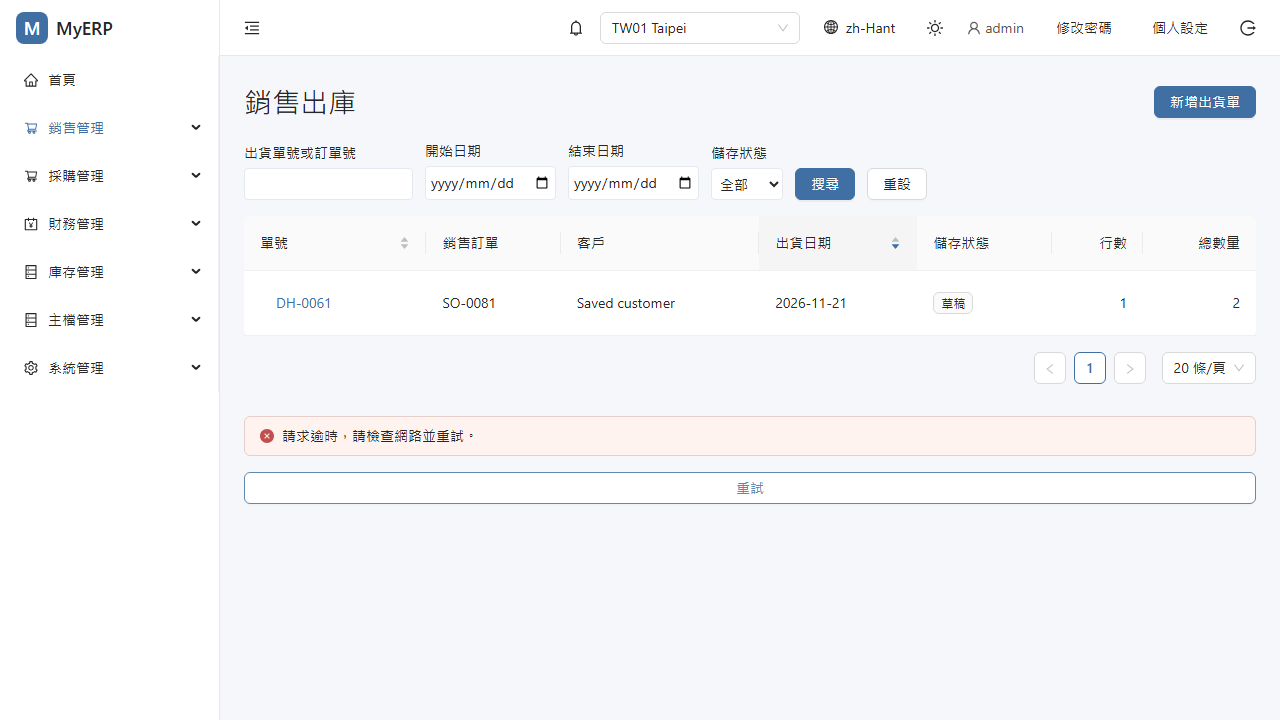 M MyERP
TW01 Taipei
zh-Hant
admin
修改密碼
個人設定
首頁
銷售管理
採購管理
財務管理
庫存管理
主檔管理
系統管理
銷售出庫
新增出貨單
出貨單號或訂單號
開始日期
結束日期
儲存狀態
yyyy/mm/dd
yyyy/mm/dd
全部
搜尋
重設
單號 銷售訂單 客戶 出貨日期 儲存狀態 行數 總數量
DH-0061 SO-0081 Saved customer 2026-11-21 草稿 1 2
1
20 條/頁
請求逾時，請檢查網路並重試。
重試